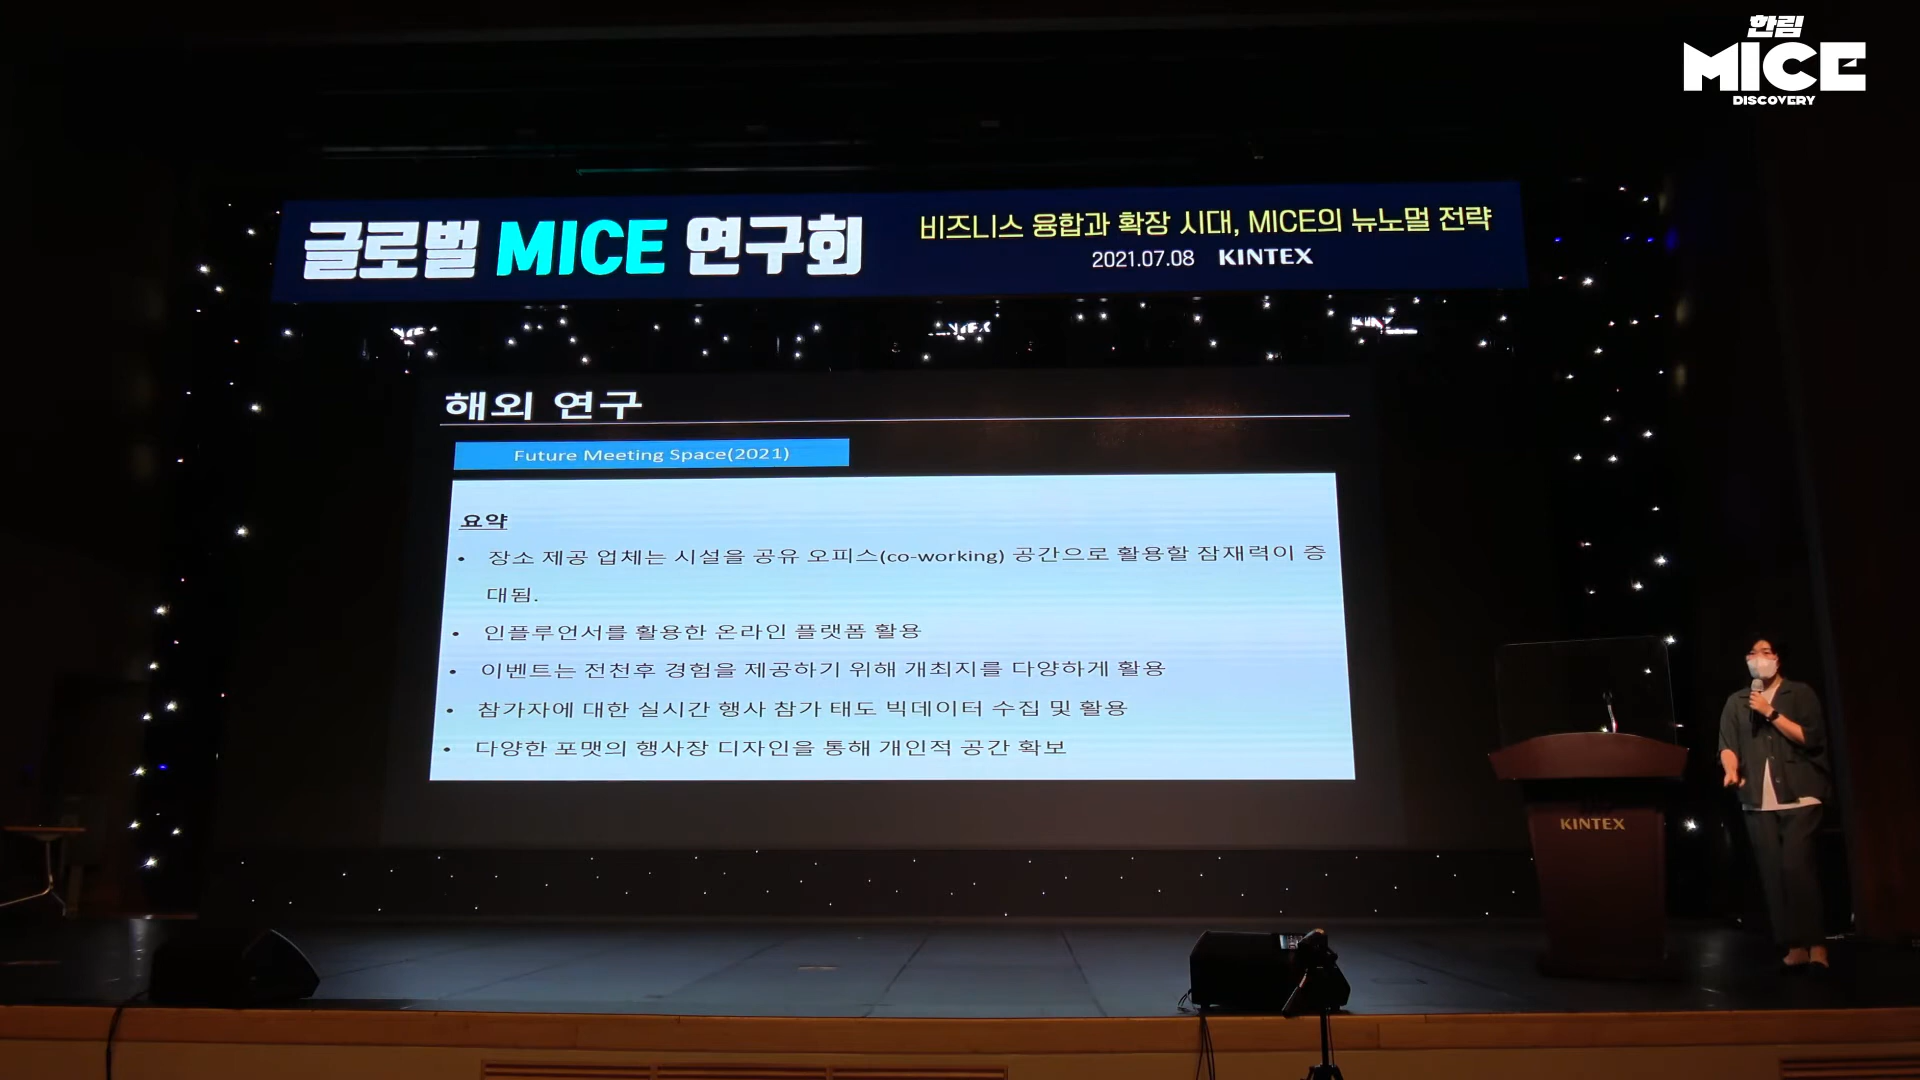 한림
MICE
DISCOVERY
글로벌 MICE 연구회
비즈니스 융합과 확장 시대, MICE의 뉴노멀 전략
2021.07.08 KINTEX
해외 연구
Future Meeting Space(2021)
요약
• 장소 제공 업체는 시설을 공유 오피스(co-working) 공간으로 활용할 잠재력이 증
대됨.
• 인플루언서를 활용한 온라인 플랫폼 활용
• 이벤트는 전천후 경험을 제공하기 위해 개최지를 다양하게 활용
• 참가자에 대한 실시간 행사 참가 태도 빅데이터 수집 및 활용
• 다양한 포맷의 행사장 디자인을 통해 개인적 공간 확보
KINTEX